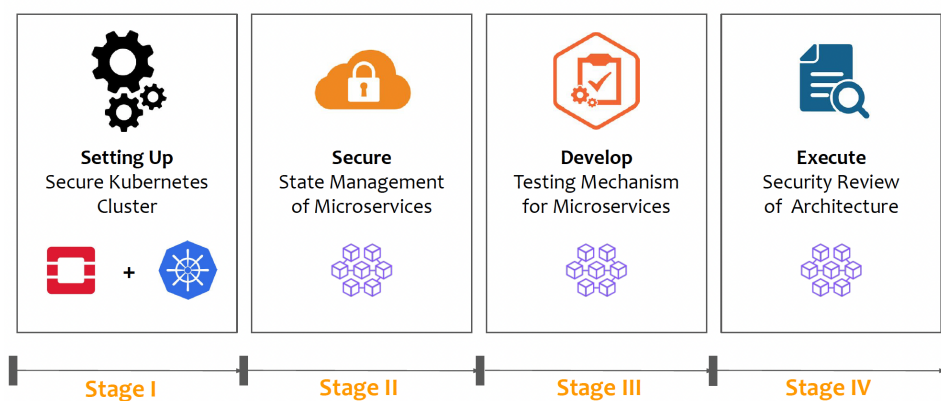 Setting Up
Secure Kubernetes
Cluster
+
Secure
State Management
of Microservices
Develop
Testing Mechanism
for Microservices
Execute
Security Review
of Architecture
Stage I
Stage II
Stage III
Stage IV